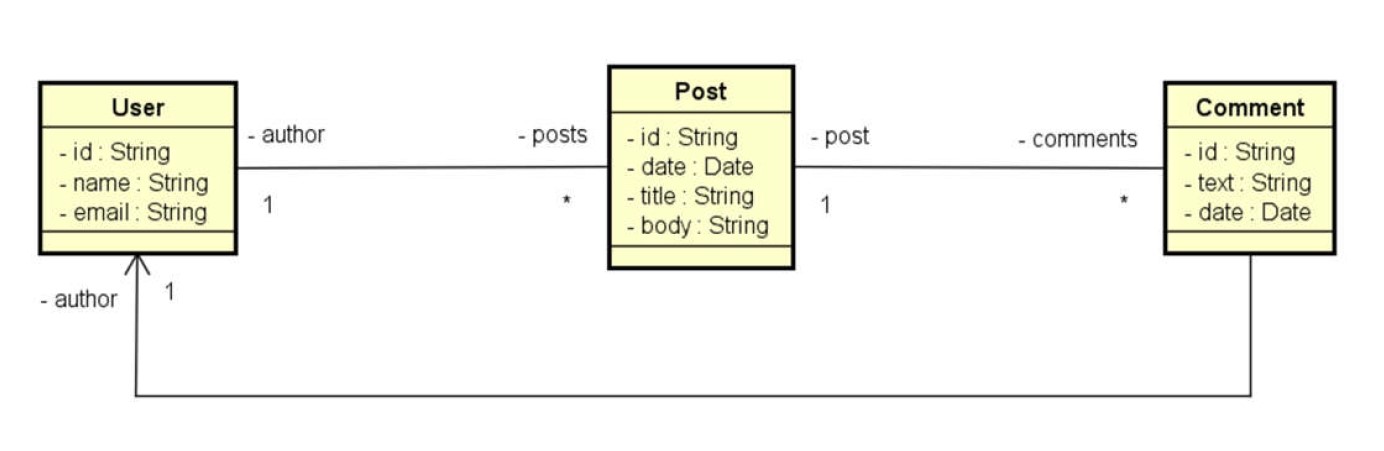 User
- id : String
- name : String
- email : String
- author
1
- posts
*
Post
- id : String
- date : Date
- title : String
- body : String
- post
1
- comments
*
Comment
- id : String
- text : String
- date : Date
- author
1